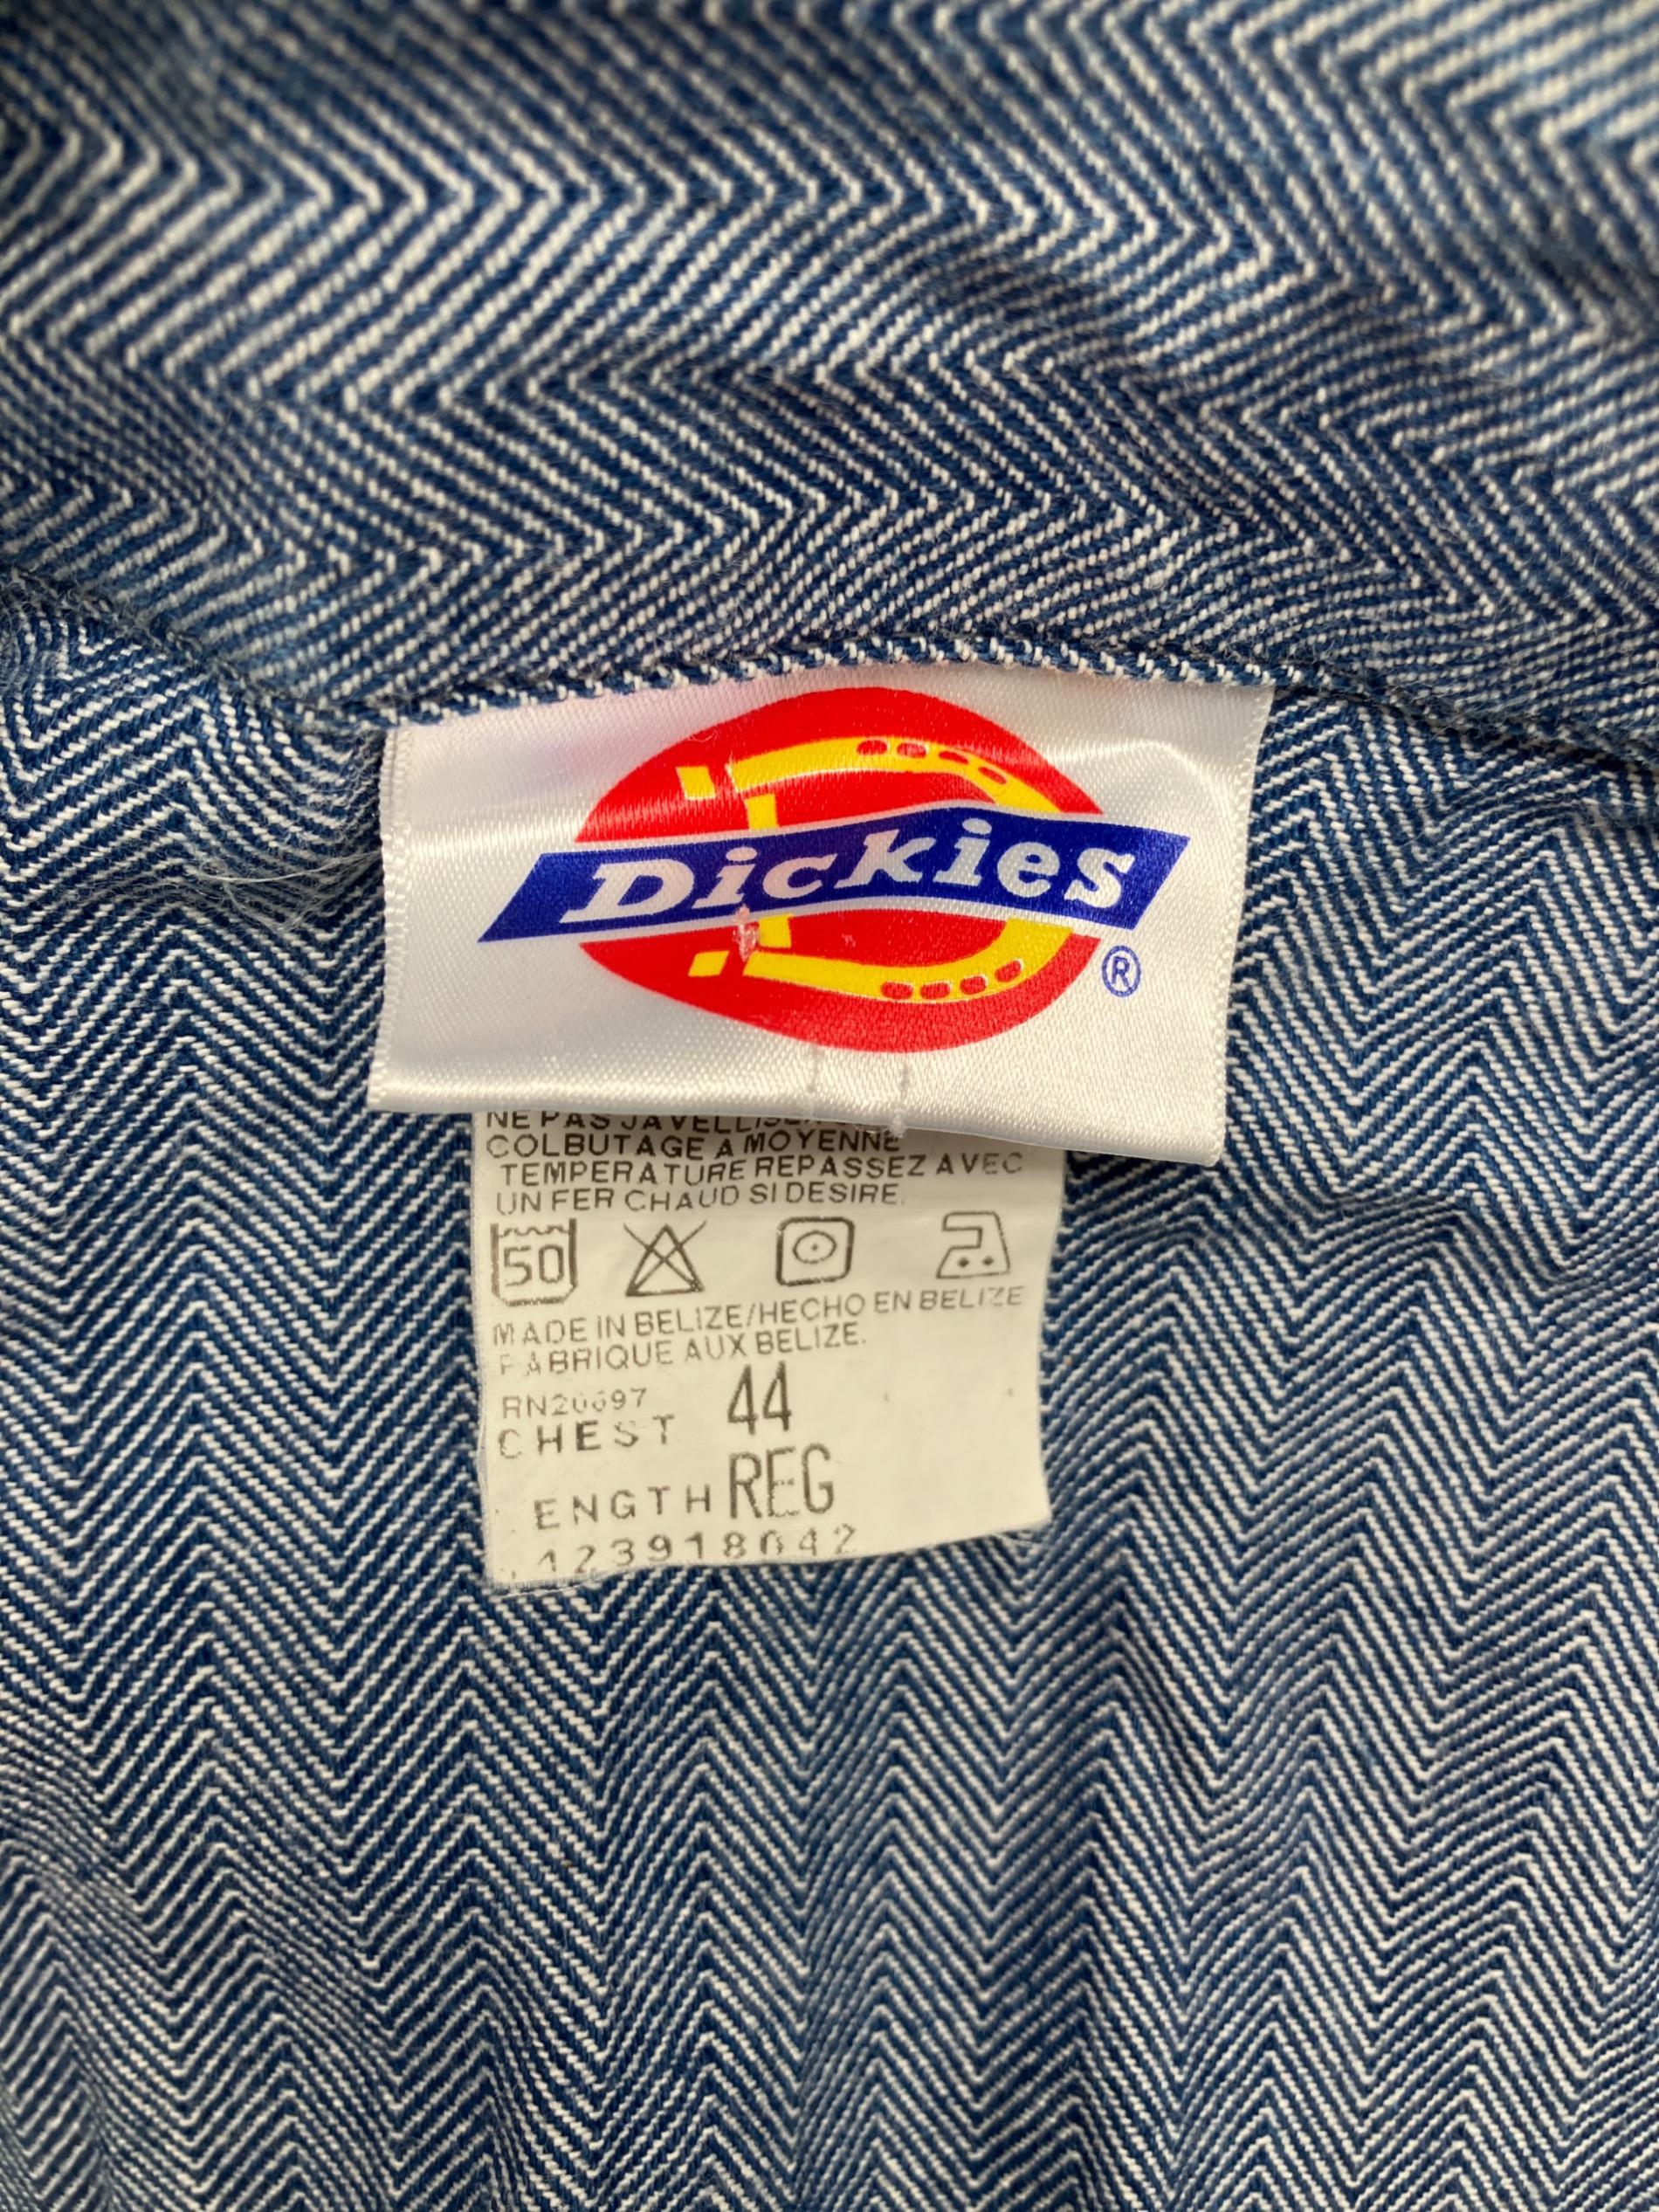 Dickies
®
NE PAS JAVELLISER
COLBUTAGE A MOYENNE
TEMPERATURE REPASSEZ AVEC
UN FER CHAUD SI DESIRE.
50
MADE IN BELIZE/HECHO EN BELIZE
FABRIQUE AUX BELIZE.
CHEST 44
ENGTH REG
123918042